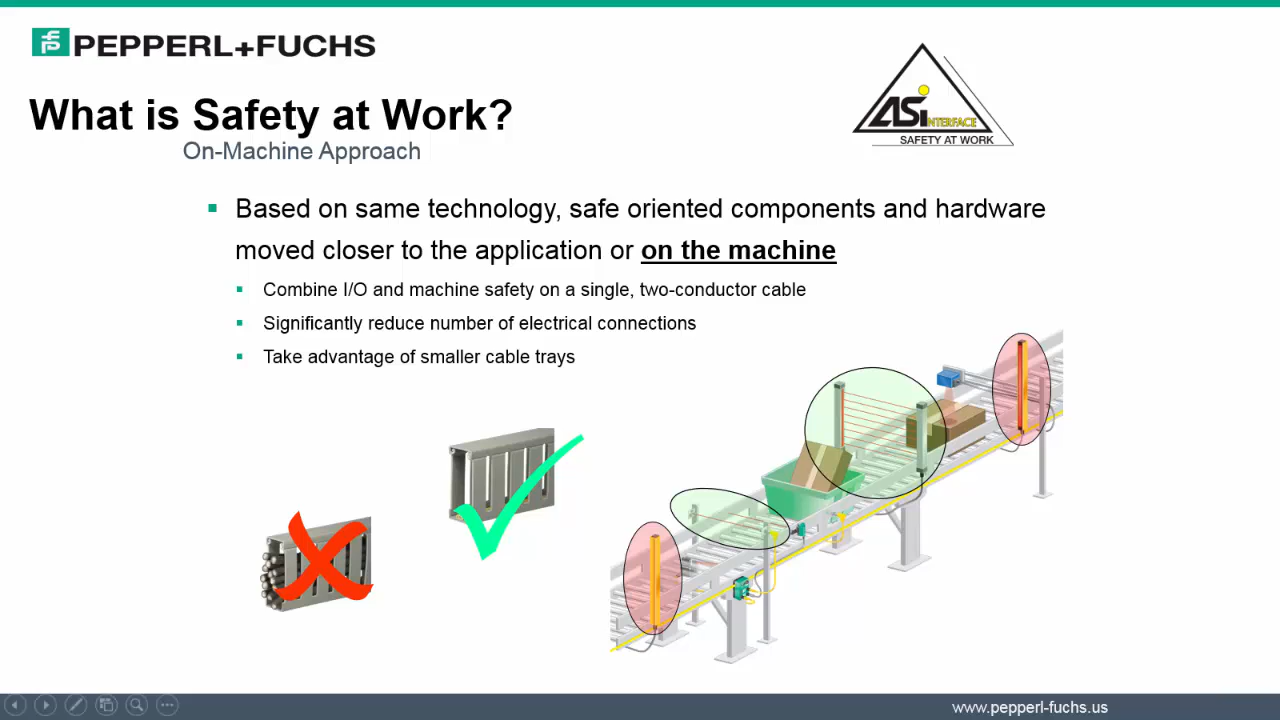 PEPPERL+FUCHS
What is Safety at Work?
On-Machine Approach
ASi
INTERFACE
SAFETY AT WORK
Based on same technology, safe oriented components and hardware
moved closer to the application or on the machine
Combine I/O and machine safety on a single, two-conductor cable
Significantly reduce number of electrical connections
Take advantage of smaller cable trays
www.pepperl-fuchs.us